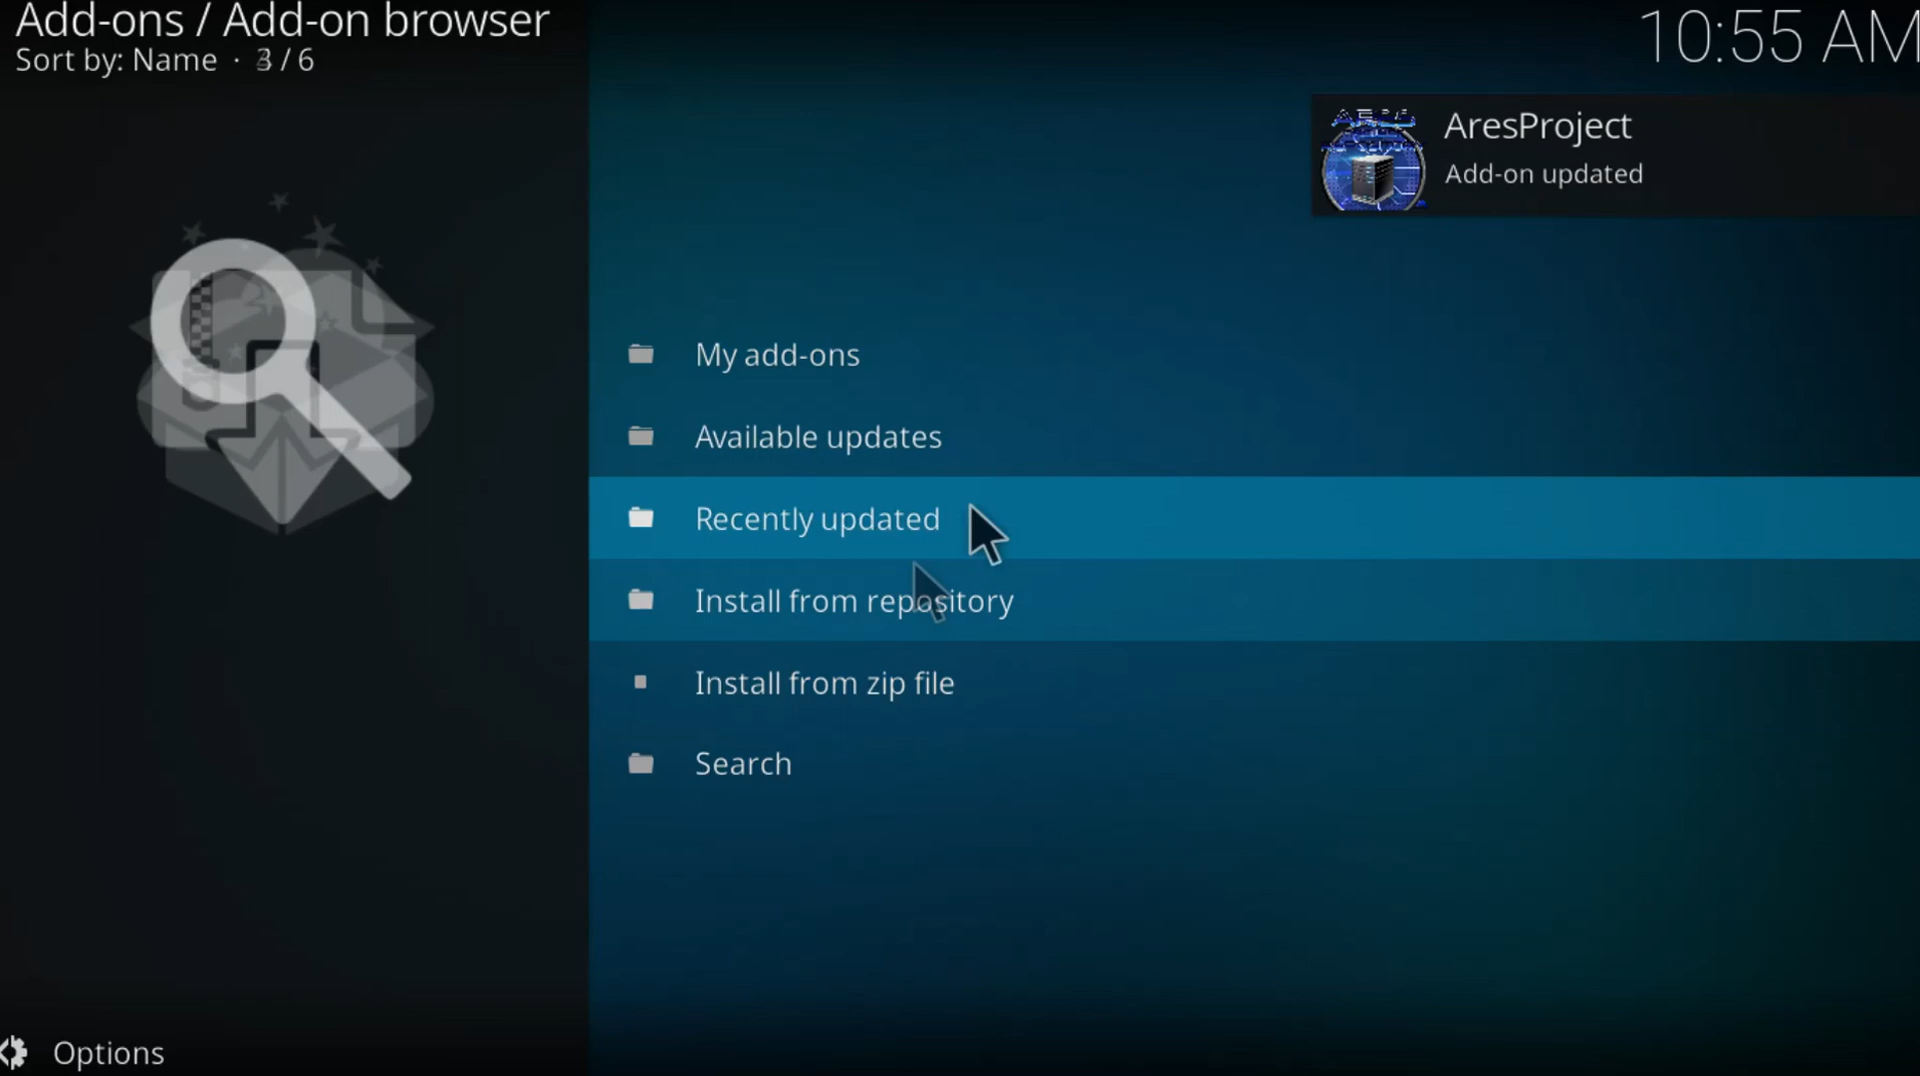 Add-ons / Add-on browser
Sort by: Name · 3 / 6
10:55 AM
AresProject
Add-on updated
My add-ons
Available updates
Recently updated
Install from repository
Install from zip file
Search
Options